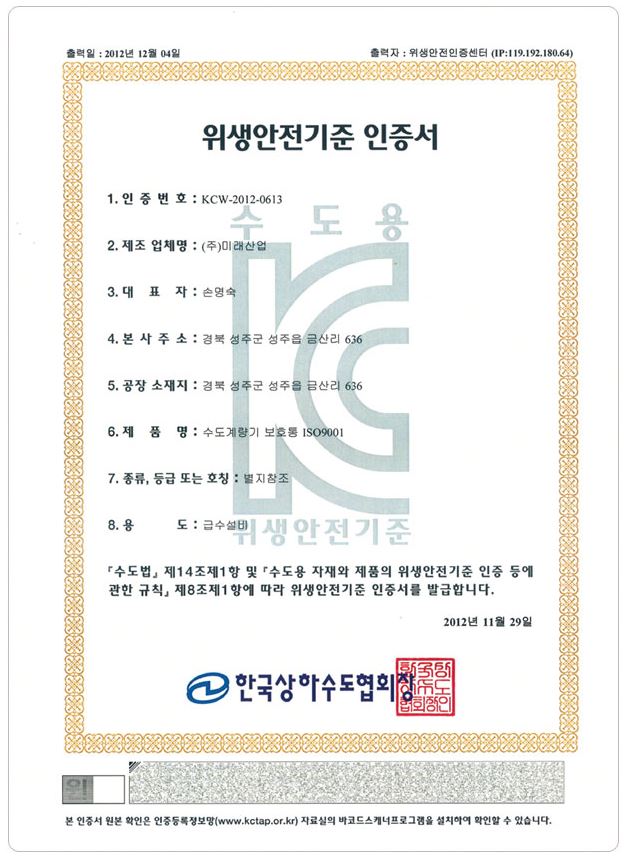 출력일 : 2012년 12월 04일
출력자 : 위생안전인증센터 (IP:119.192.180.64)
위생안전기준 인증서
1. 인 증 번 호 : KCW-2012-0613
수 도 용
2. 제조 업체명 : (주)미래산업
3. 대 표 자 : 손명숙
4. 본 사 주 소 : 경북 성주군 성주읍 금산리 636
5. 공장 소재지 : 경북 성주군 성주읍 금산리 636
6. 제 품 명 : 수도계량기 보호통 ISO9001
7. 종류, 등급 또는 호칭 : 별지참조
8. 용 도 : 급수설비
위생안전기준
『수도법』 제14조제1항 및 『수도용 자재와 제품의 위생안전기준 인증 등에
관한 규칙』 제8조제1항에 따라 위생안전기준 인증서를 발급합니다.
2012년 11월 29일
한국상하수도협회장
본 인증서 원본 확인은 인증등록정보망(www.kctap.or.kr) 자료실의 바코드스캐너프로그램을 설치하여 확인할 수 있습니다.